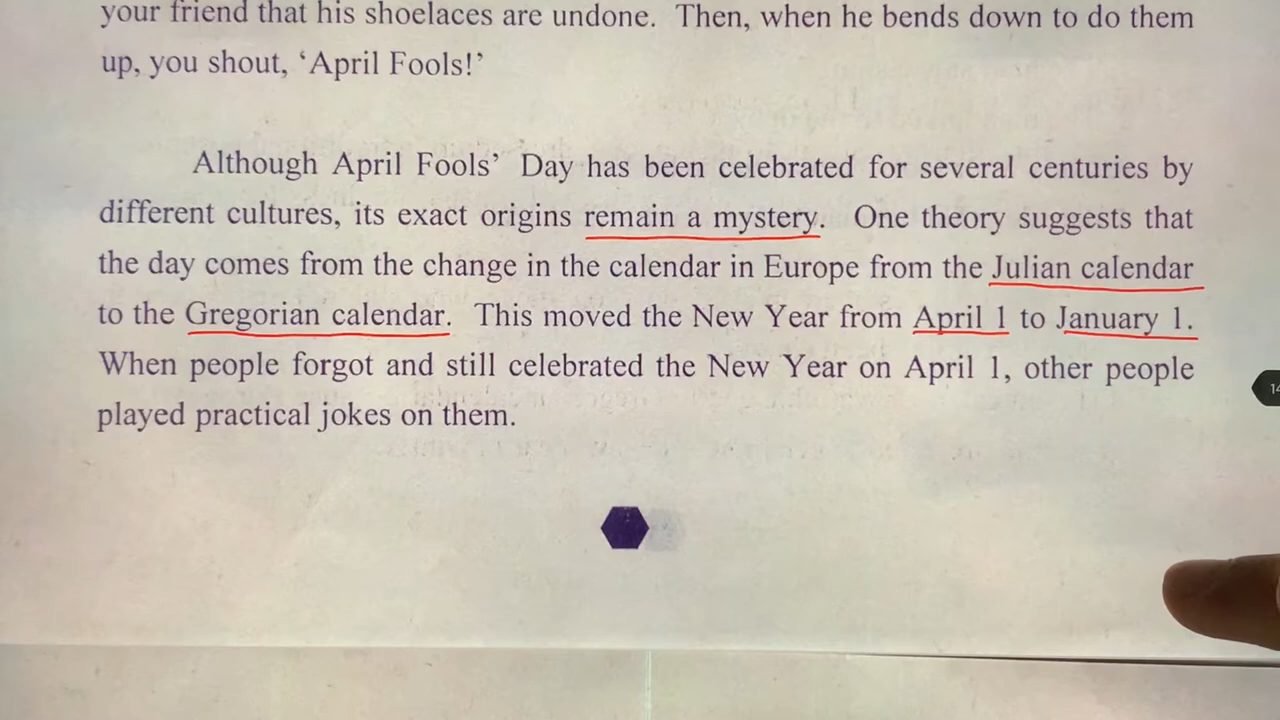 your friend that his shoelaces are undone. Then, when he bends down to do them
up, you shout, ‘April Fools!’
Although April Fools’ Day has been celebrated for several centuries by
different cultures, its exact origins remain a mystery. One theory suggests that
the day comes from the change in the calendar in Europe from the Julian calendar
to the Gregorian calendar. This moved the New Year from April 1 to January 1.
When people forgot and still celebrated the New Year on April 1, other people
played practical jokes on them.